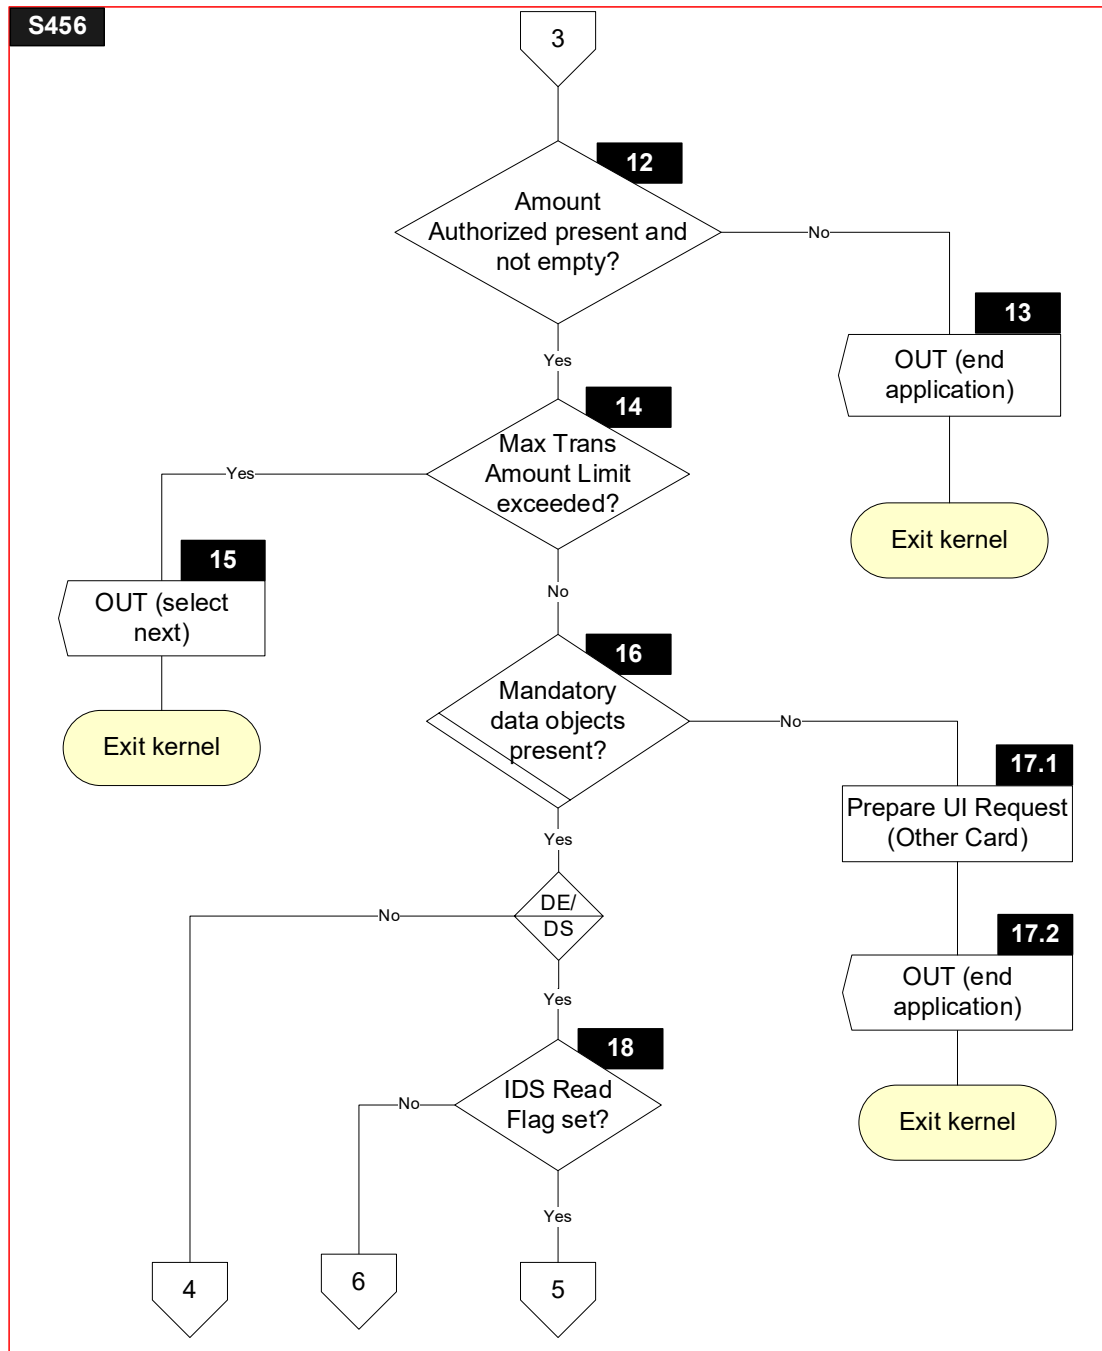 S456
3
12
Amount
Authorized present and
not empty?
No
13
OUT (end
application)
Exit kernel
Yes
14
Max Trans
Amount Limit
exceeded?
Yes
15
OUT (select
next)
Exit kernel
No
16
Mandatory
data objects
present?
No
17.1
Prepare UI Request
(Other Card)
17.2
OUT (end
application)
Exit kernel
Yes
DE/
DS
No
Yes
18
IDS Read
Flag set?
No
Yes
4
6
5